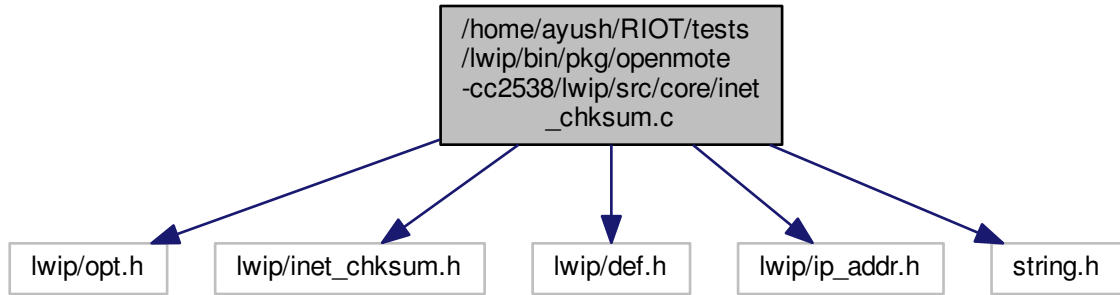 /home/ayush/RIOT/tests
/lwip/bin/pkg/openmote
-cc2538/lwip/src/core/inet
_chksum.c
lwip/opt.h
lwip/inet_chksum.h
lwip/def.h
lwip/ip_addr.h
string.h